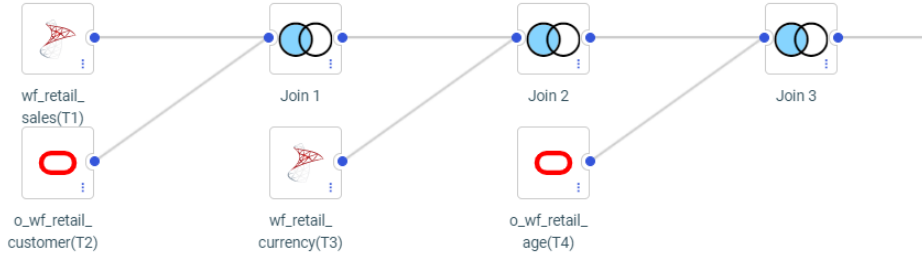 wf_retail_
sales(T1)
Join 1
Join 2
Join 3
o_wf_retail_
customer(T2)
wf_retail_
currency(T3)
o_wf_retail_
age(T4)